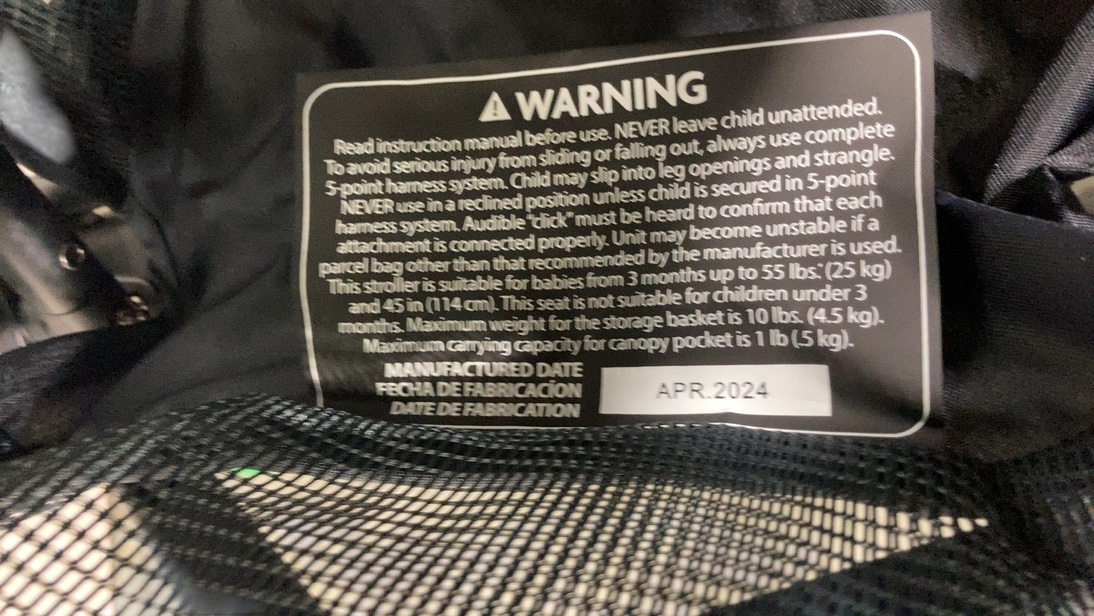 ⚠ WARNING
Read instruction manual before use. NEVER leave child unattended.
To avoid serious injury from sliding or falling out, always use complete
5-point harness system. Child may slip into leg openings and strangle.
NEVER use in a reclined position unless child is secured in 5-point
harness system. Audible "click" must be heard to confirm that each
attachment is connected properly. Unit may become unstable if a
parcel bag other than that recommended by the manufacturer is used.
This stroller is suitable for babies from 3 months up to 55 lbs. (25 kg)
and 45 in (114 cm). This seat is not suitable for children under 3
months. Maximum weight for the storage basket is 10 lbs. (4.5 kg).
Maximum carrying capacity for canopy pocket is 1 lb (.5 kg).
MANUFACTURED DATE
FECHA DE FABRICACÍON
DATE DE FABRICATION
APR.2024